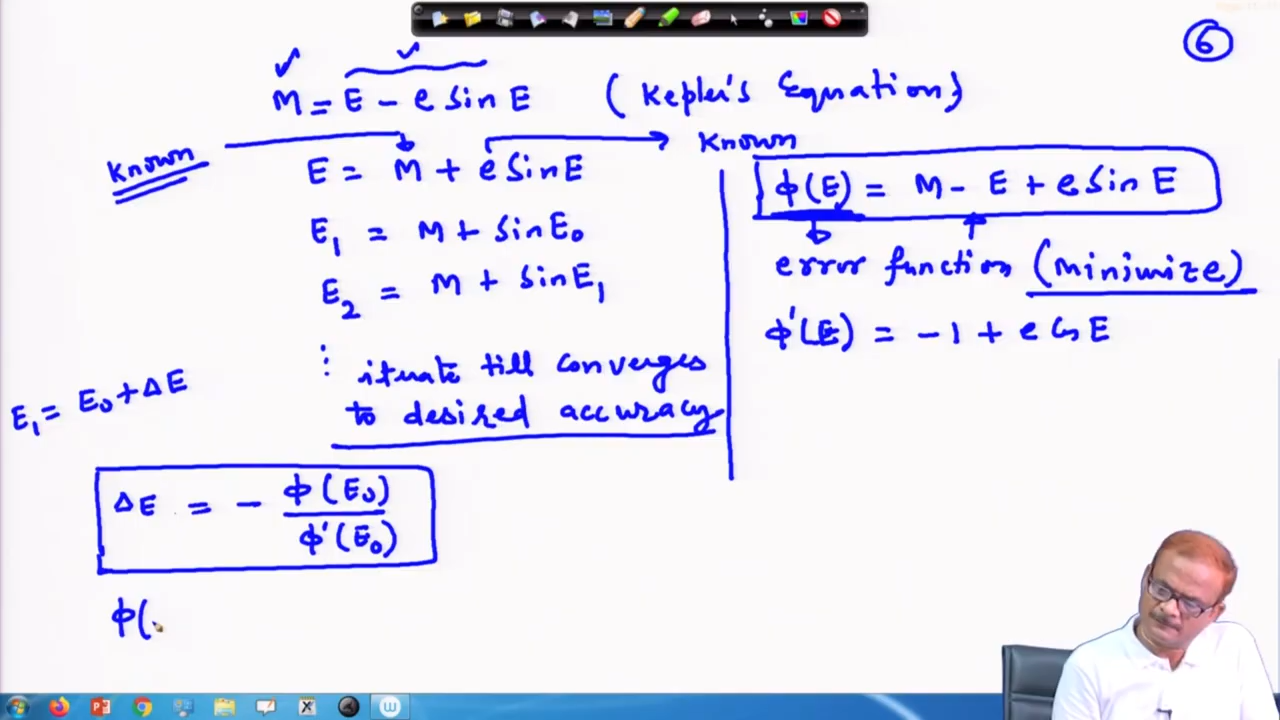 6
M = E - e sin E (Kepler's Equation)
Known
E = M + e sin E
Known
E₁ = M + sin E₀
E₂ = M + sin E₁
⋮ iterate till converges
to desired accuracy
E₁ = E₀ + ΔE
ΔE = - ϕ(E₀) / ϕ'(E₀)
ϕ(
ϕ(E) = M - E + e sin E
error function (minimize)
ϕ'(E) = -1 + e cos E